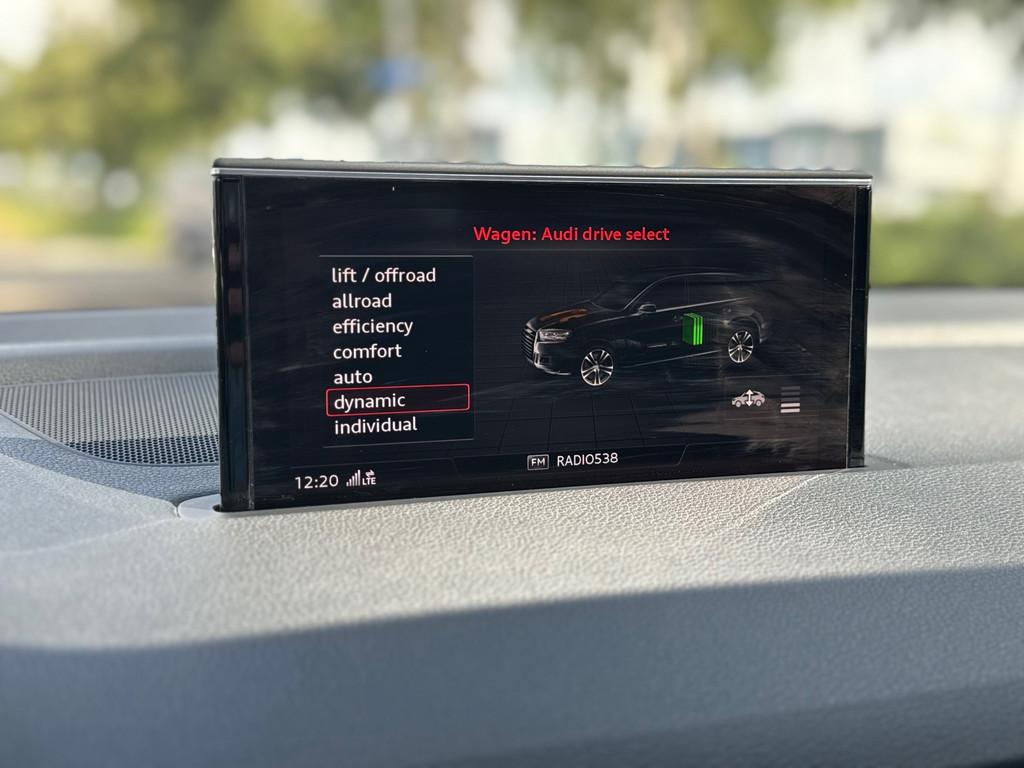 Wagen: Audi drive select
lift / offroad
allroad
efficiency
comfort
auto
dynamic
individual
FM RADIO538
12:20 LTE